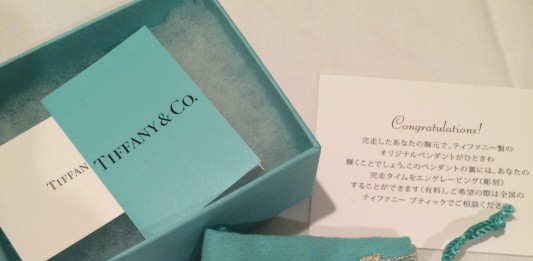 TIFFANY
TIFFANY & CO.
Congratulations!
完走したあなたの胸元で、ティファニー製の
オリジナルペンダントがひときわ
輝くことでしょう。このペンダントの裏には、あなたの
完走タイムをエングレービング(彫刻)
することができます(有料)。ご希望の際は全国の
ティファニー ブティックでご相談くださ